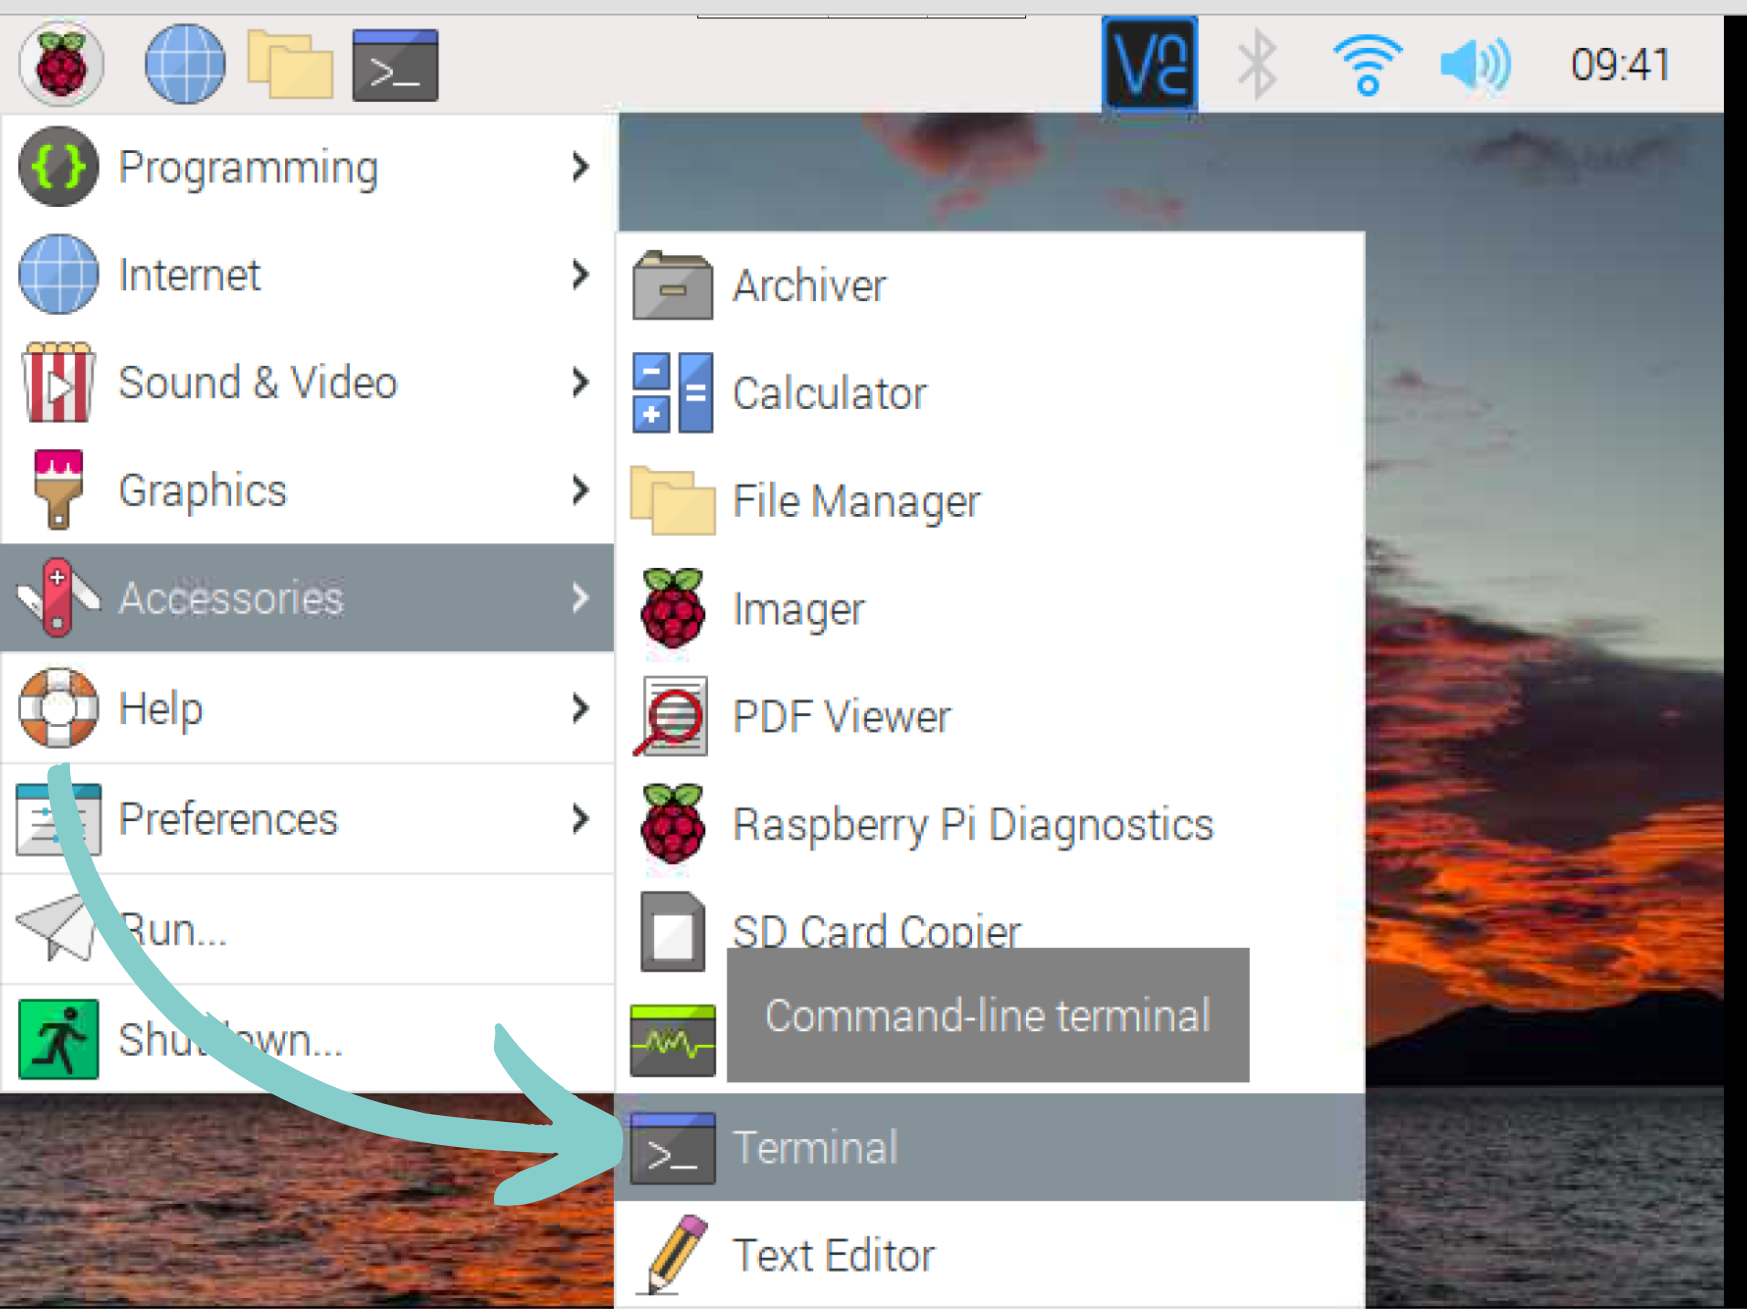 VNC
09:41
>_
Programming
Internet
Sound & Video
Graphics
Accessories
Help
Preferences
Run...
Shutdown...
Archiver
Calculator
File Manager
Imager
PDF Viewer
Raspberry Pi Diagnostics
SD Card Copier
Command-line terminal
>_
Terminal
Text Editor